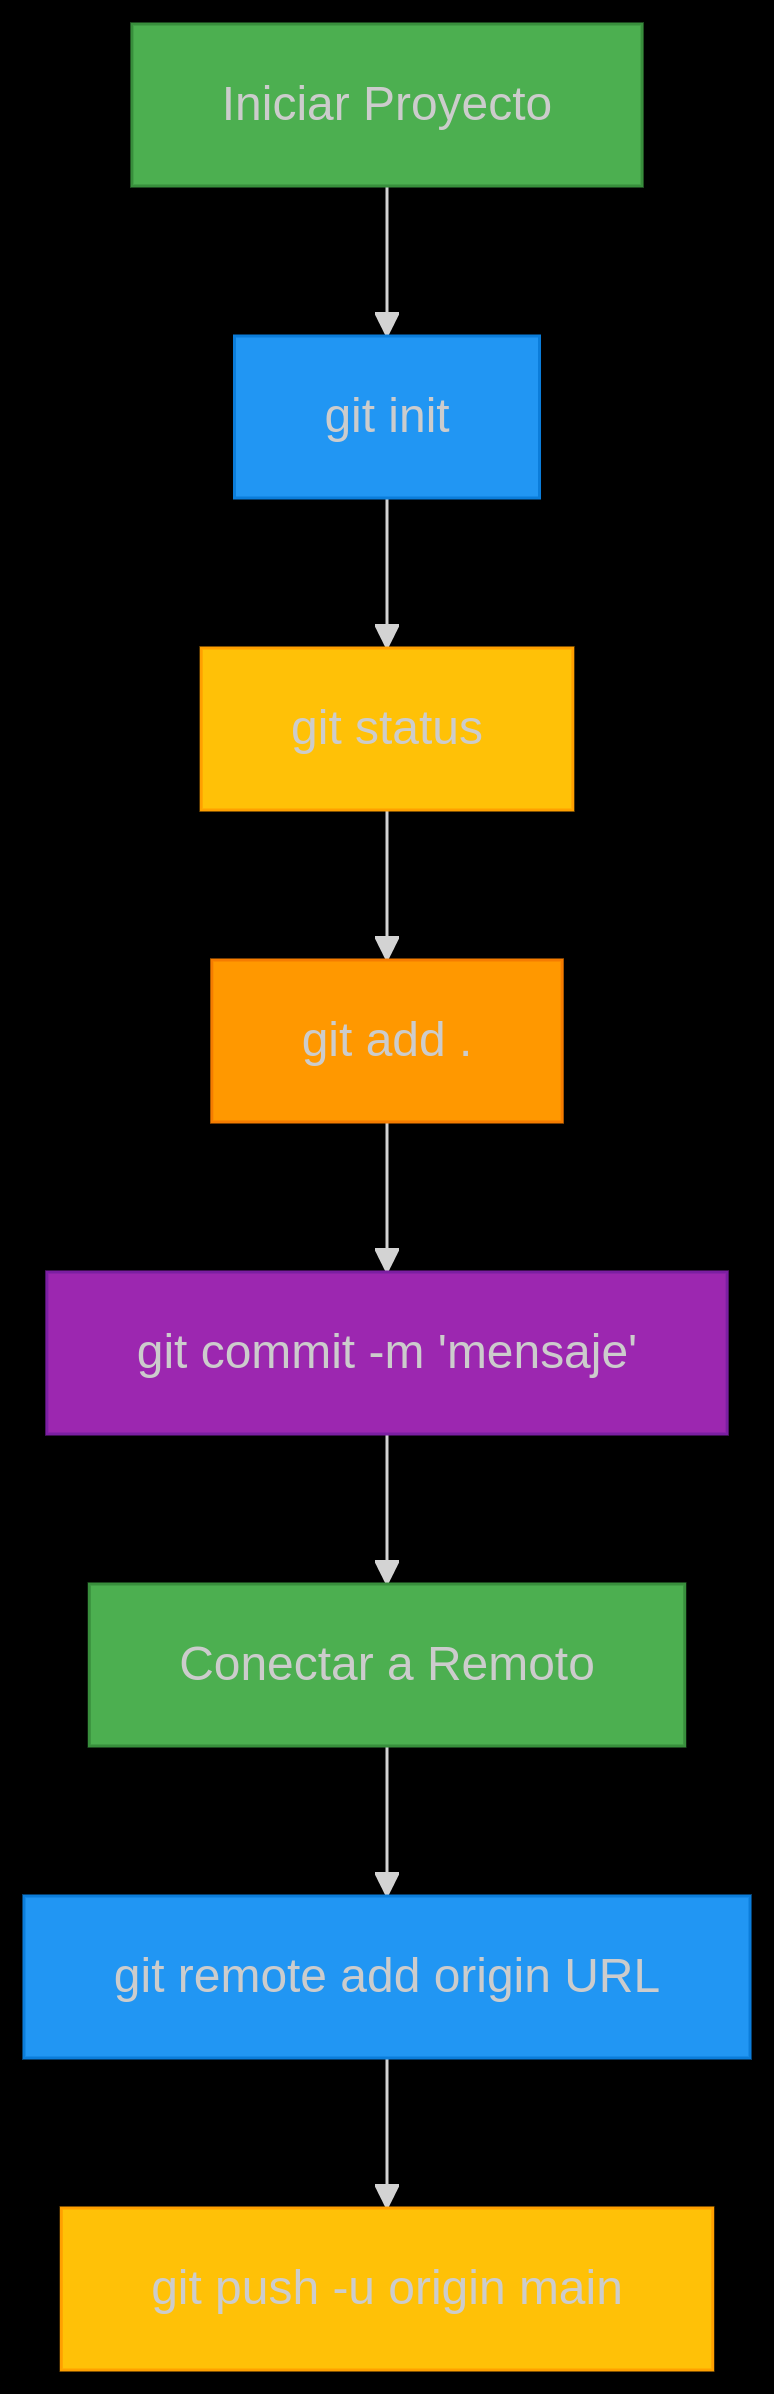 Iniciar Proyecto
git init
git status
git add .
git commit -m 'mensaje'
Conectar a Remoto
git remote add origin URL
git push -u origin main